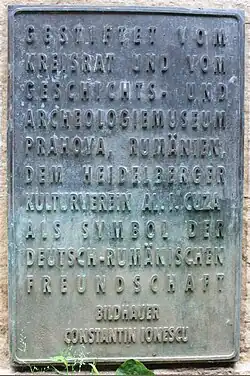 GESTIFTET VOM
KREISRAT UND VOM
GESCHICHTS- UND
ARCHEOLOGIEMUSEUM
PRAHOVA, RUMÄNIEN,
DEM HEIDELBERGER
KULTURVEREIN AL. I. CUZA
ALS SYMBOL DER
DEUTSCH-RUMÄNISCHEN
FREUNDSCHAFT
BILDHAUER
CONSTANTIN IONESCU